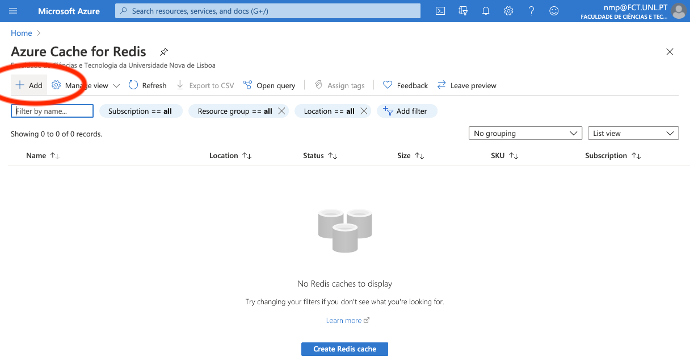 Microsoft Azure
Search resources, services, and docs (G+/)
nmp@FCT.UNL.PT
FACULDADE DE CIÊNCIAS E TEC...
Home
Azure Cache for Redis
Faculdade de Ciências e Tecnologia da Universidade Nova de Lisboa
Add Manage view Refresh Export to CSV Open query Assign tags Feedback Leave preview
Filter by name... Subscription == all Resource group == all Location == all Add filter
Showing 0 to 0 of 0 records. No grouping List view
Name Location Status Size SKU Subscription
No Redis caches to display
Try changing your filters if you don't see what you're looking for.
Learn more
Create Redis cache